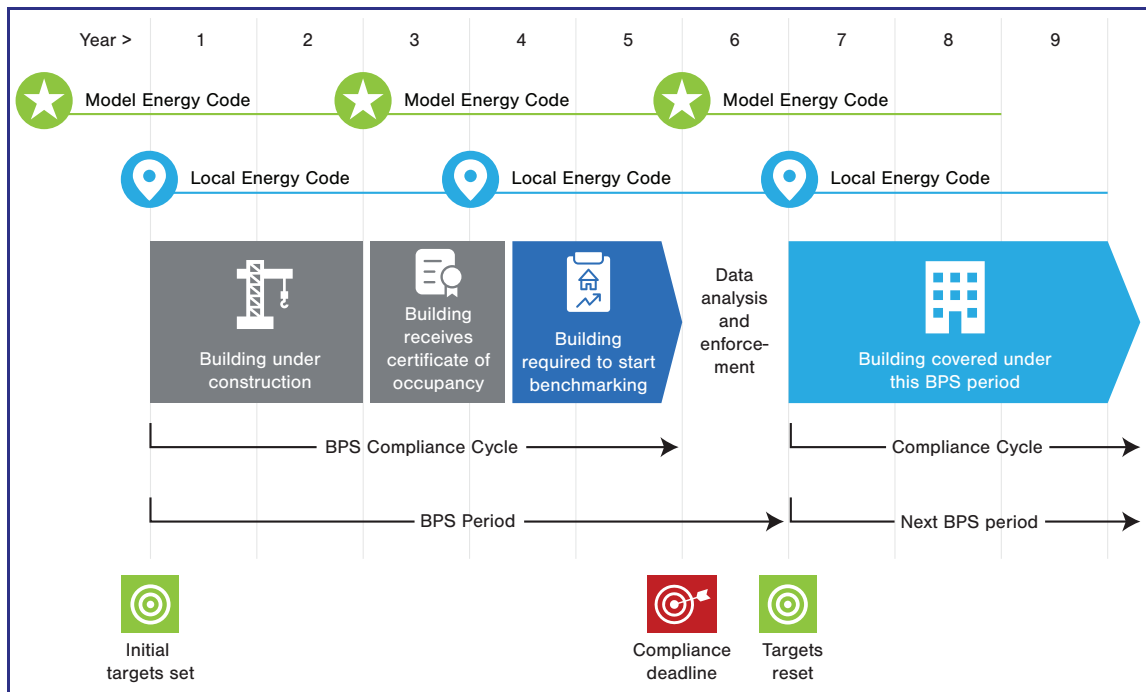 Year > 1 2 3 4 5 6 7 8 9
Model Energy Code Model Energy Code Model Energy Code
Local Energy Code Local Energy Code Local Energy Code
Building under
construction
Building
receives
certificate of
occupancy
Building
required to start
benchmarking
Data
analysis
and
enforce-
ment
Building covered under
this BPS period
BPS Compliance Cycle Compliance Cycle
BPS Period Next BPS period
Initial
targets set
Compliance
deadline
Targets
reset